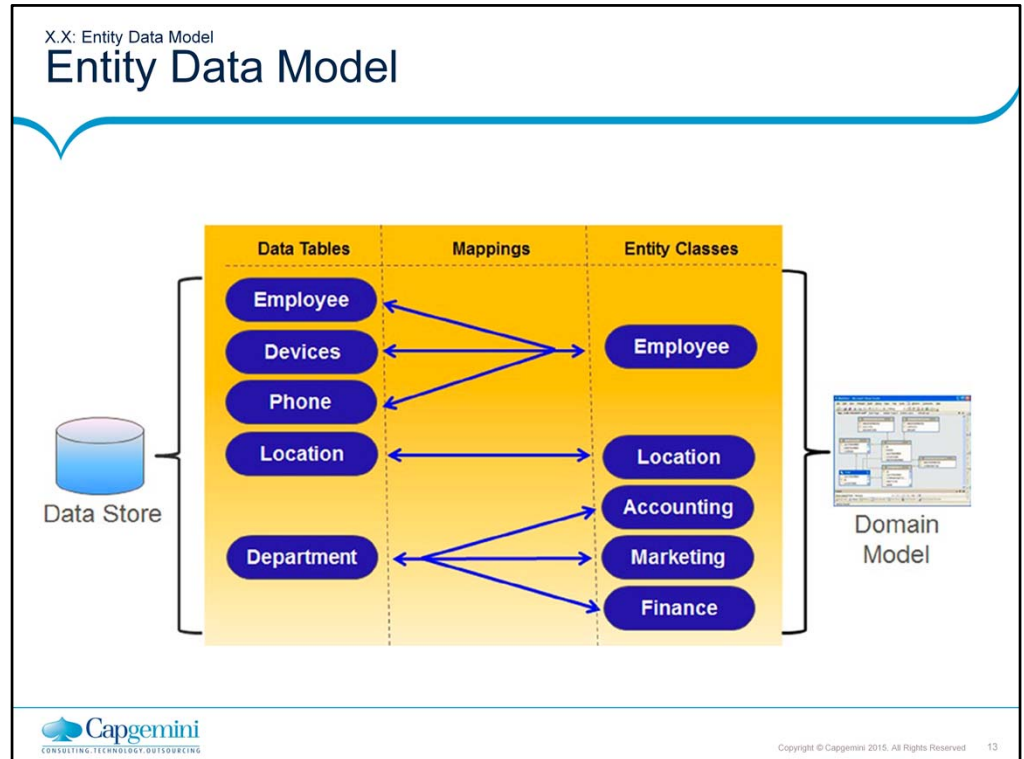 X.X: Entity Data Model
Entity Data Model
Data Tables
Mappings
Entity Classes
Employee
Devices
Phone
Location
Department
Employee
Location
Accounting
Marketing
Finance
Data Store
Domain
Model
Capgemini
CONSULTING.TECHNOLOGY.OUTSOURCING
Copyright © Capgemini 2015. All Rights Reserved 13